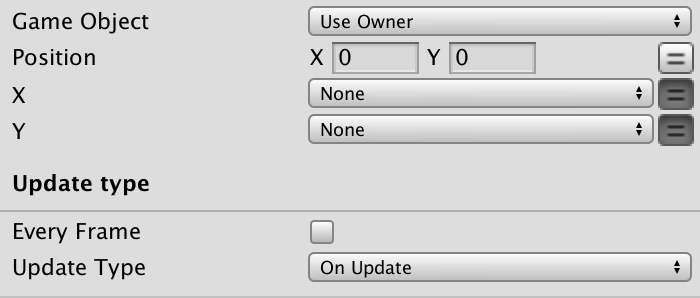 Game Object Use Owner
Position X 0 Y 0
X None
Y None
Update type
Every Frame
Update Type On Update